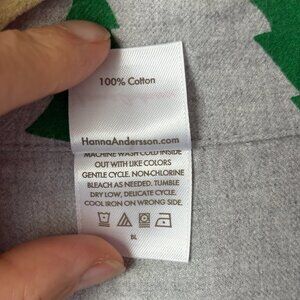 100% Cotton
HannaAndersson.com
MACHINE WASH COLD INSIDE
OUT WITH LIKE COLORS
GENTLE CYCLE. NON-CHLORINE
BLEACH AS NEEDED. TUMBLE
DRY LOW, DELICATE CYCLE.
COOL IRON ON WRONG SIDE.
BL